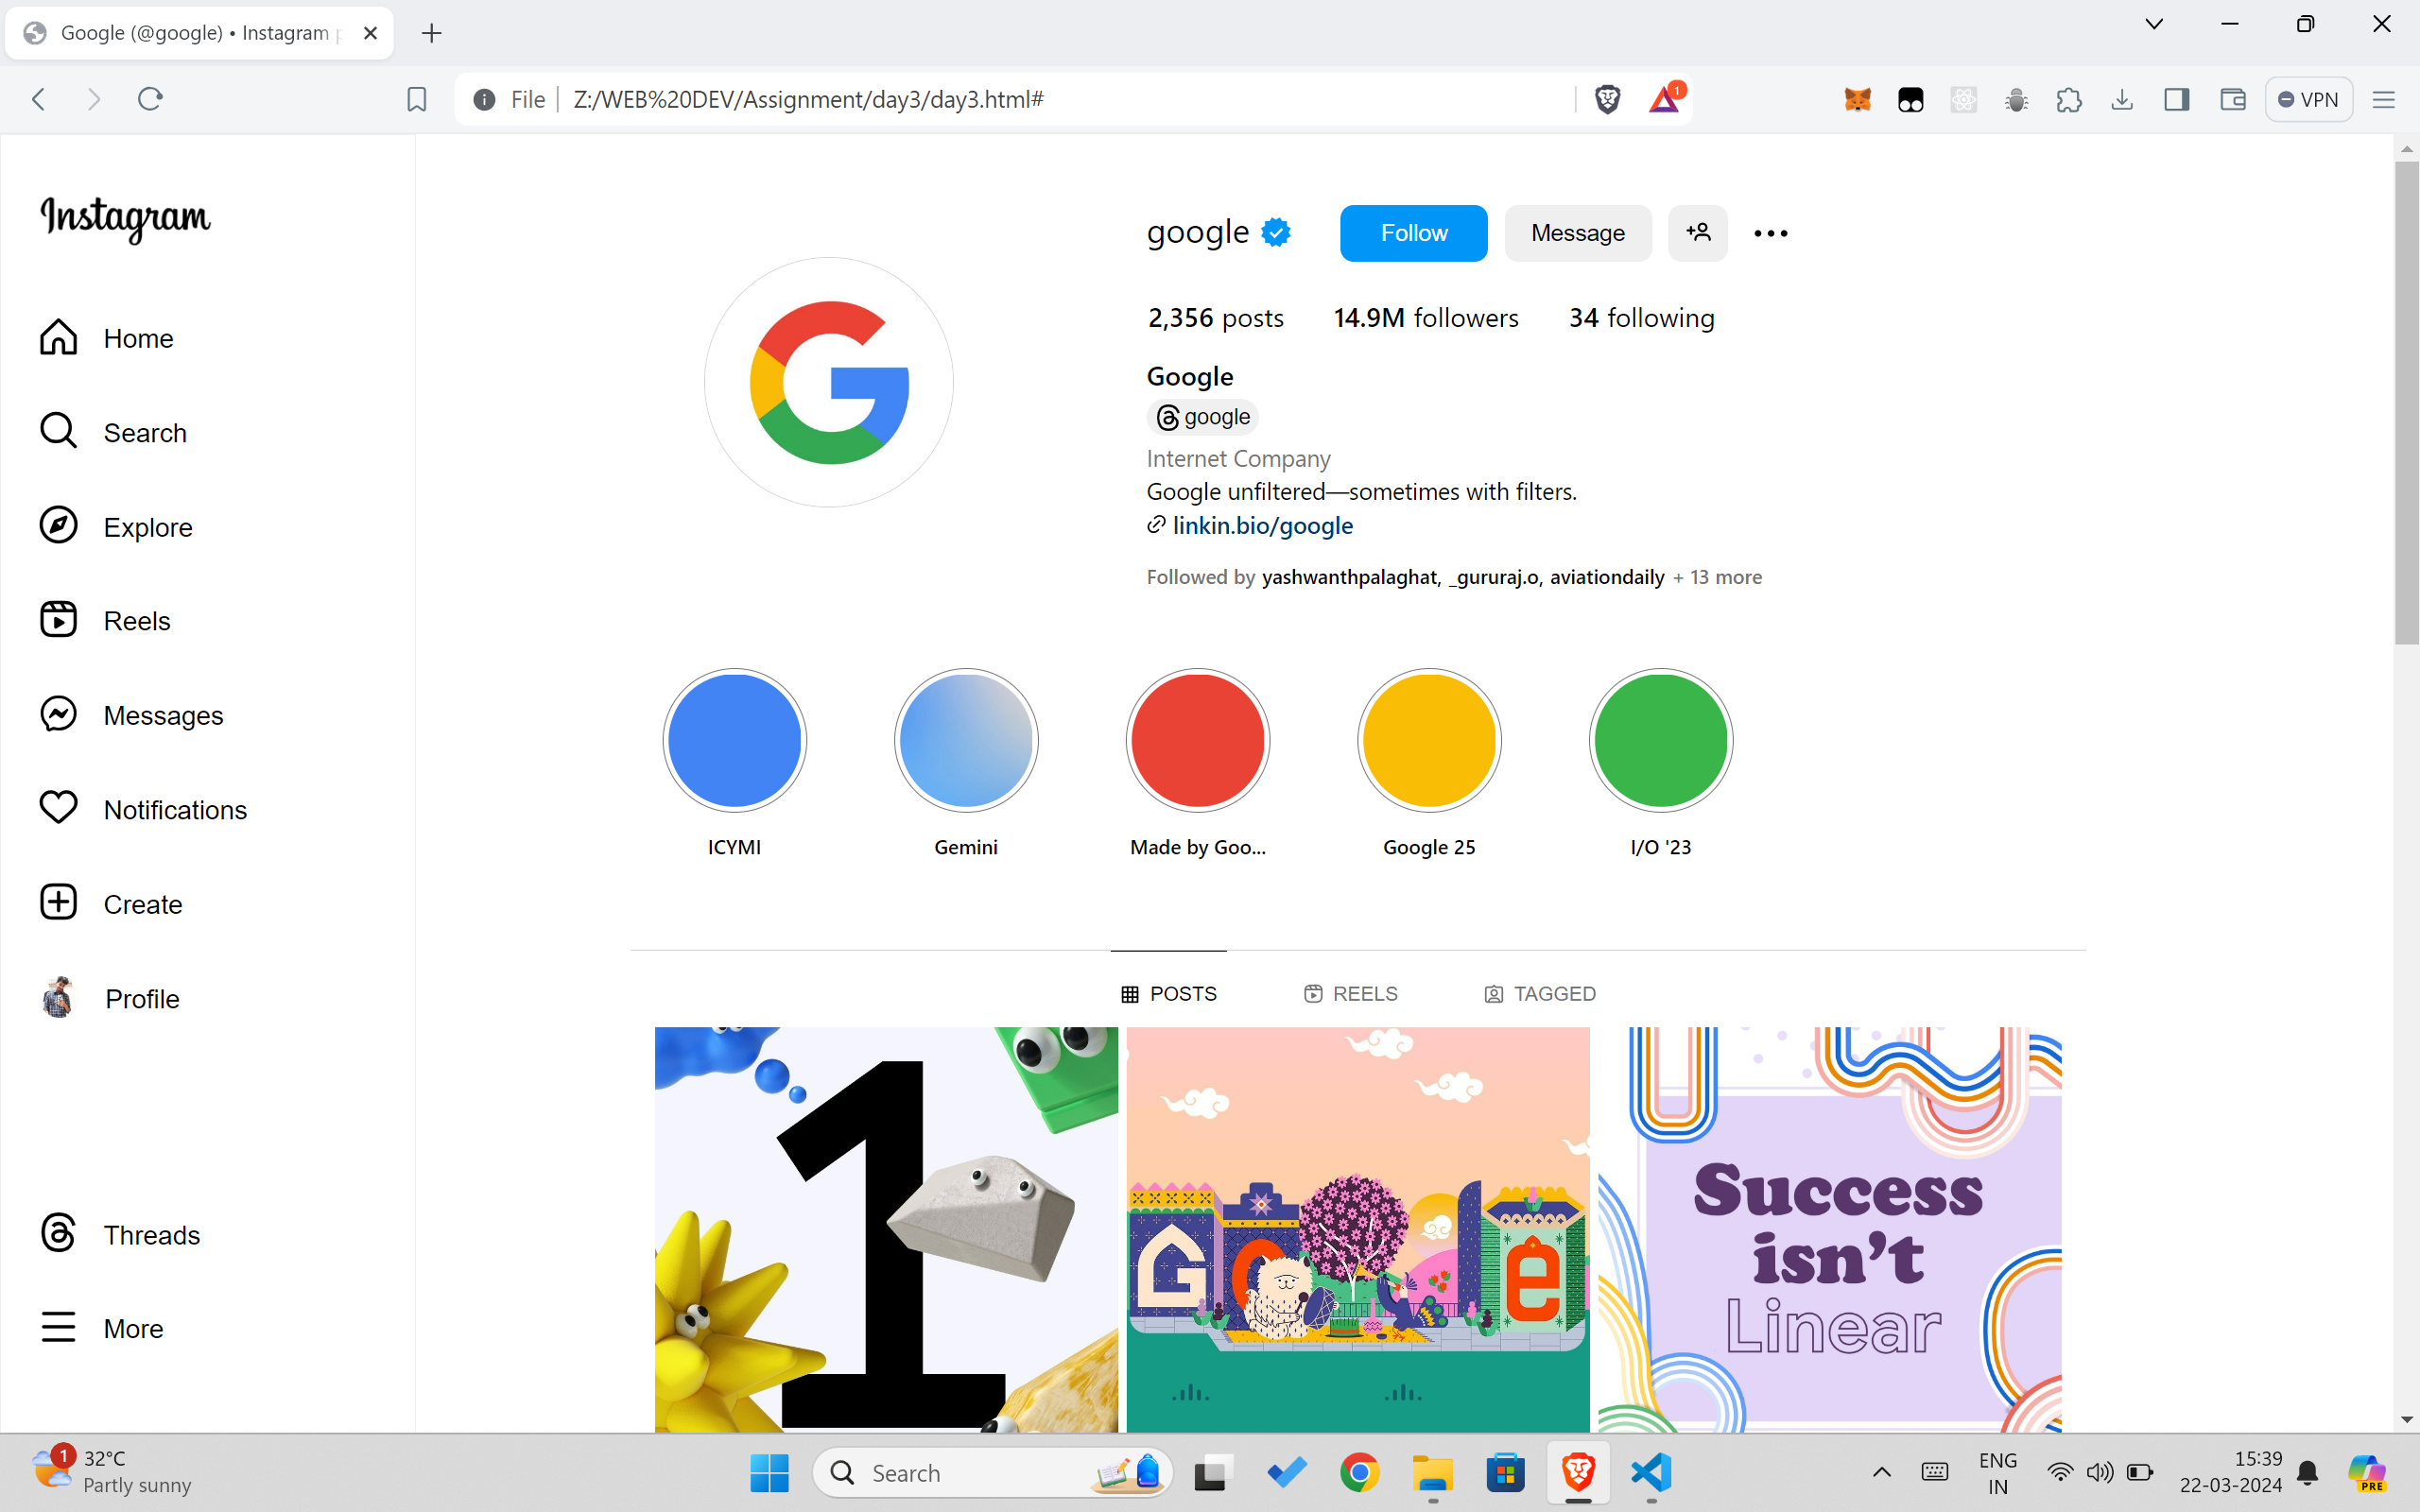 Google (@google) • Instagram p
File
Z:/WEB%20DEV/Assignment/day3/day3.html#
1
VPN
Instagram
Home
Search
Explore
Reels
Messages
Notifications
Create
Profile
Threads
More
google
Follow
Message
2,356 posts
14.9M followers
34 following
Google
google
Internet Company
Google unfiltered—sometimes with filters.
linkin.bio/google
Followed by yashwanthpalaghat, _gururaj.o, aviationdaily + 13 more
ICYMI
Gemini
Made by Goo...
Google 25
I/O '23
POSTS
REELS
TAGGED
1
G
O
l
e
Success
isn't
Linear
1
32°C
Partly sunny
Search
ENG
IN
15:39
22-03-2024
PRE